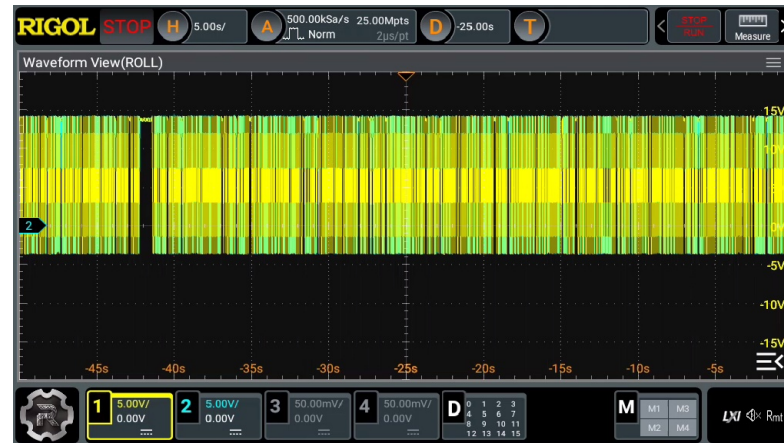 RIGOL STOP H 5.00s/ A 500.00kSa/s 25.00Mpts D -25.00s T STOP
Norm 2µs/pt RUN Measure
Waveform View(ROLL)
15V
10V
5V
2 0V
-5V
-10V
-15V
-45s -40s -35s -30s -25s -20s -15s -10s -5s
1 5.00V/ 2 5.00V/ 3 50.00mV/ 4 50.00mV/ D 0 1 2 3 M M1 M3
0.00V 0.00V 0.00V 0.00V 4 5 6 7 LXI Rmt
8 9 10 11 M2 M4
12 13 14 15